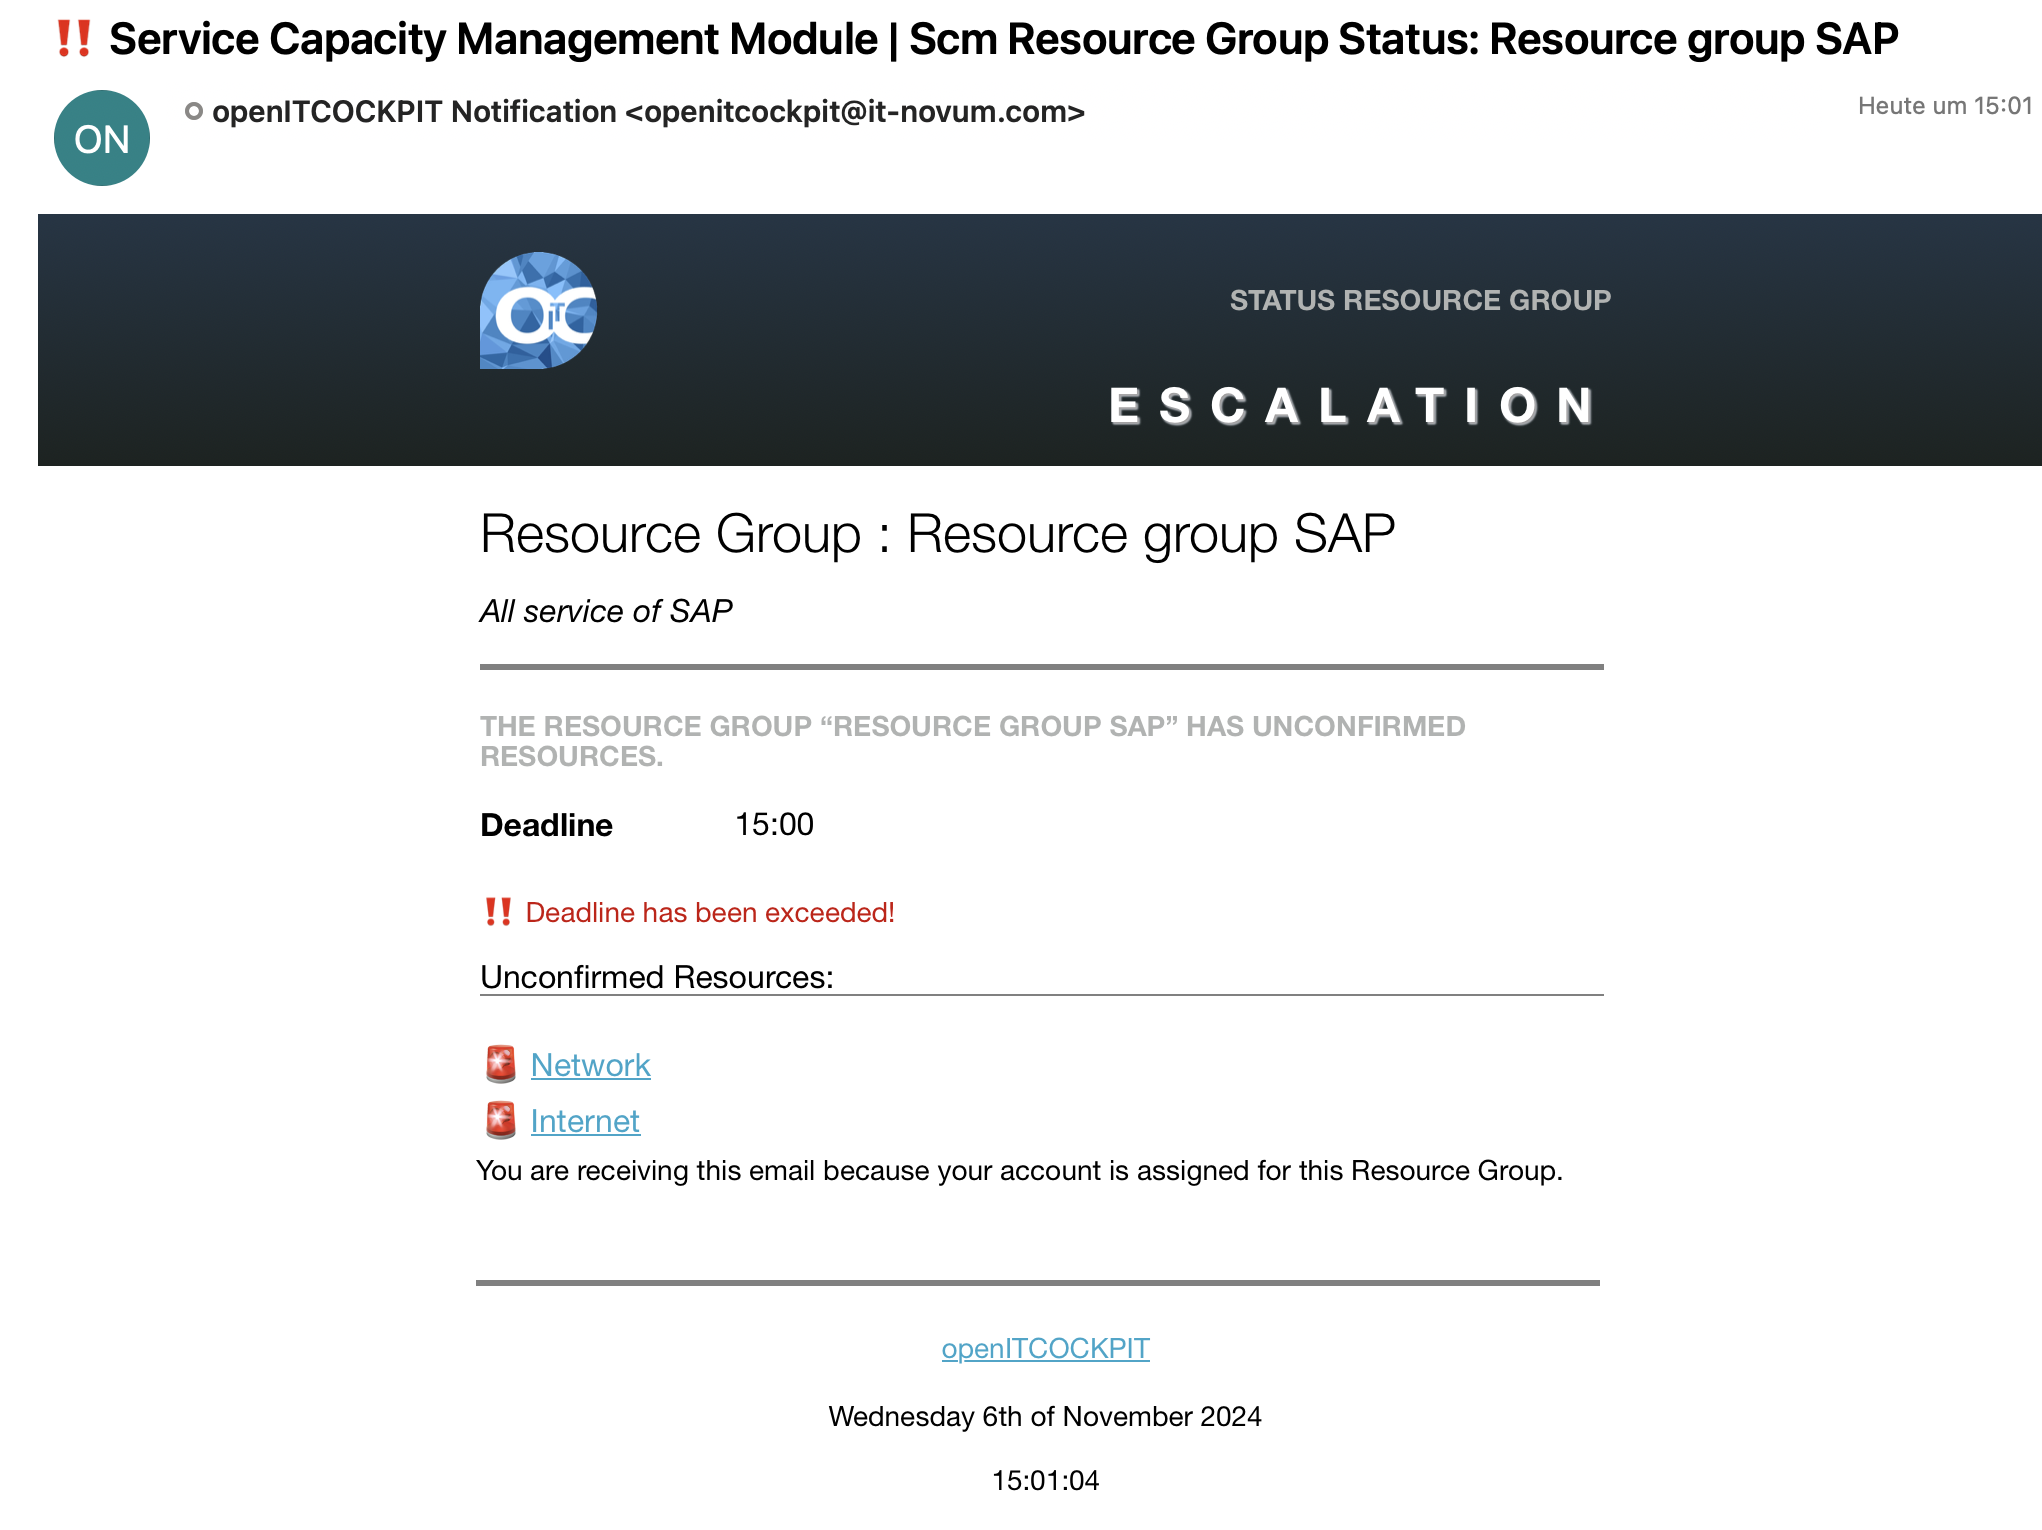 ‼️ Service Capacity Management Module | Scm Resource Group Status: Resource group SAP
ON
openITCOCKPIT Notification <openitcockpit@it-novum.com>
Heute um 15:01
OITC
STATUS RESOURCE GROUP
ESCALATION
Resource Group : Resource group SAP
All service of SAP
THE RESOURCE GROUP “RESOURCE GROUP SAP” HAS UNCONFIRMED
RESOURCES.
Deadline 15:00
‼️ Deadline has been exceeded!
Unconfirmed Resources:
🚨 Network
🚨 Internet
You are receiving this email because your account is assigned for this Resource Group.
openITCOCKPIT
Wednesday 6th of November 2024
15:01:04